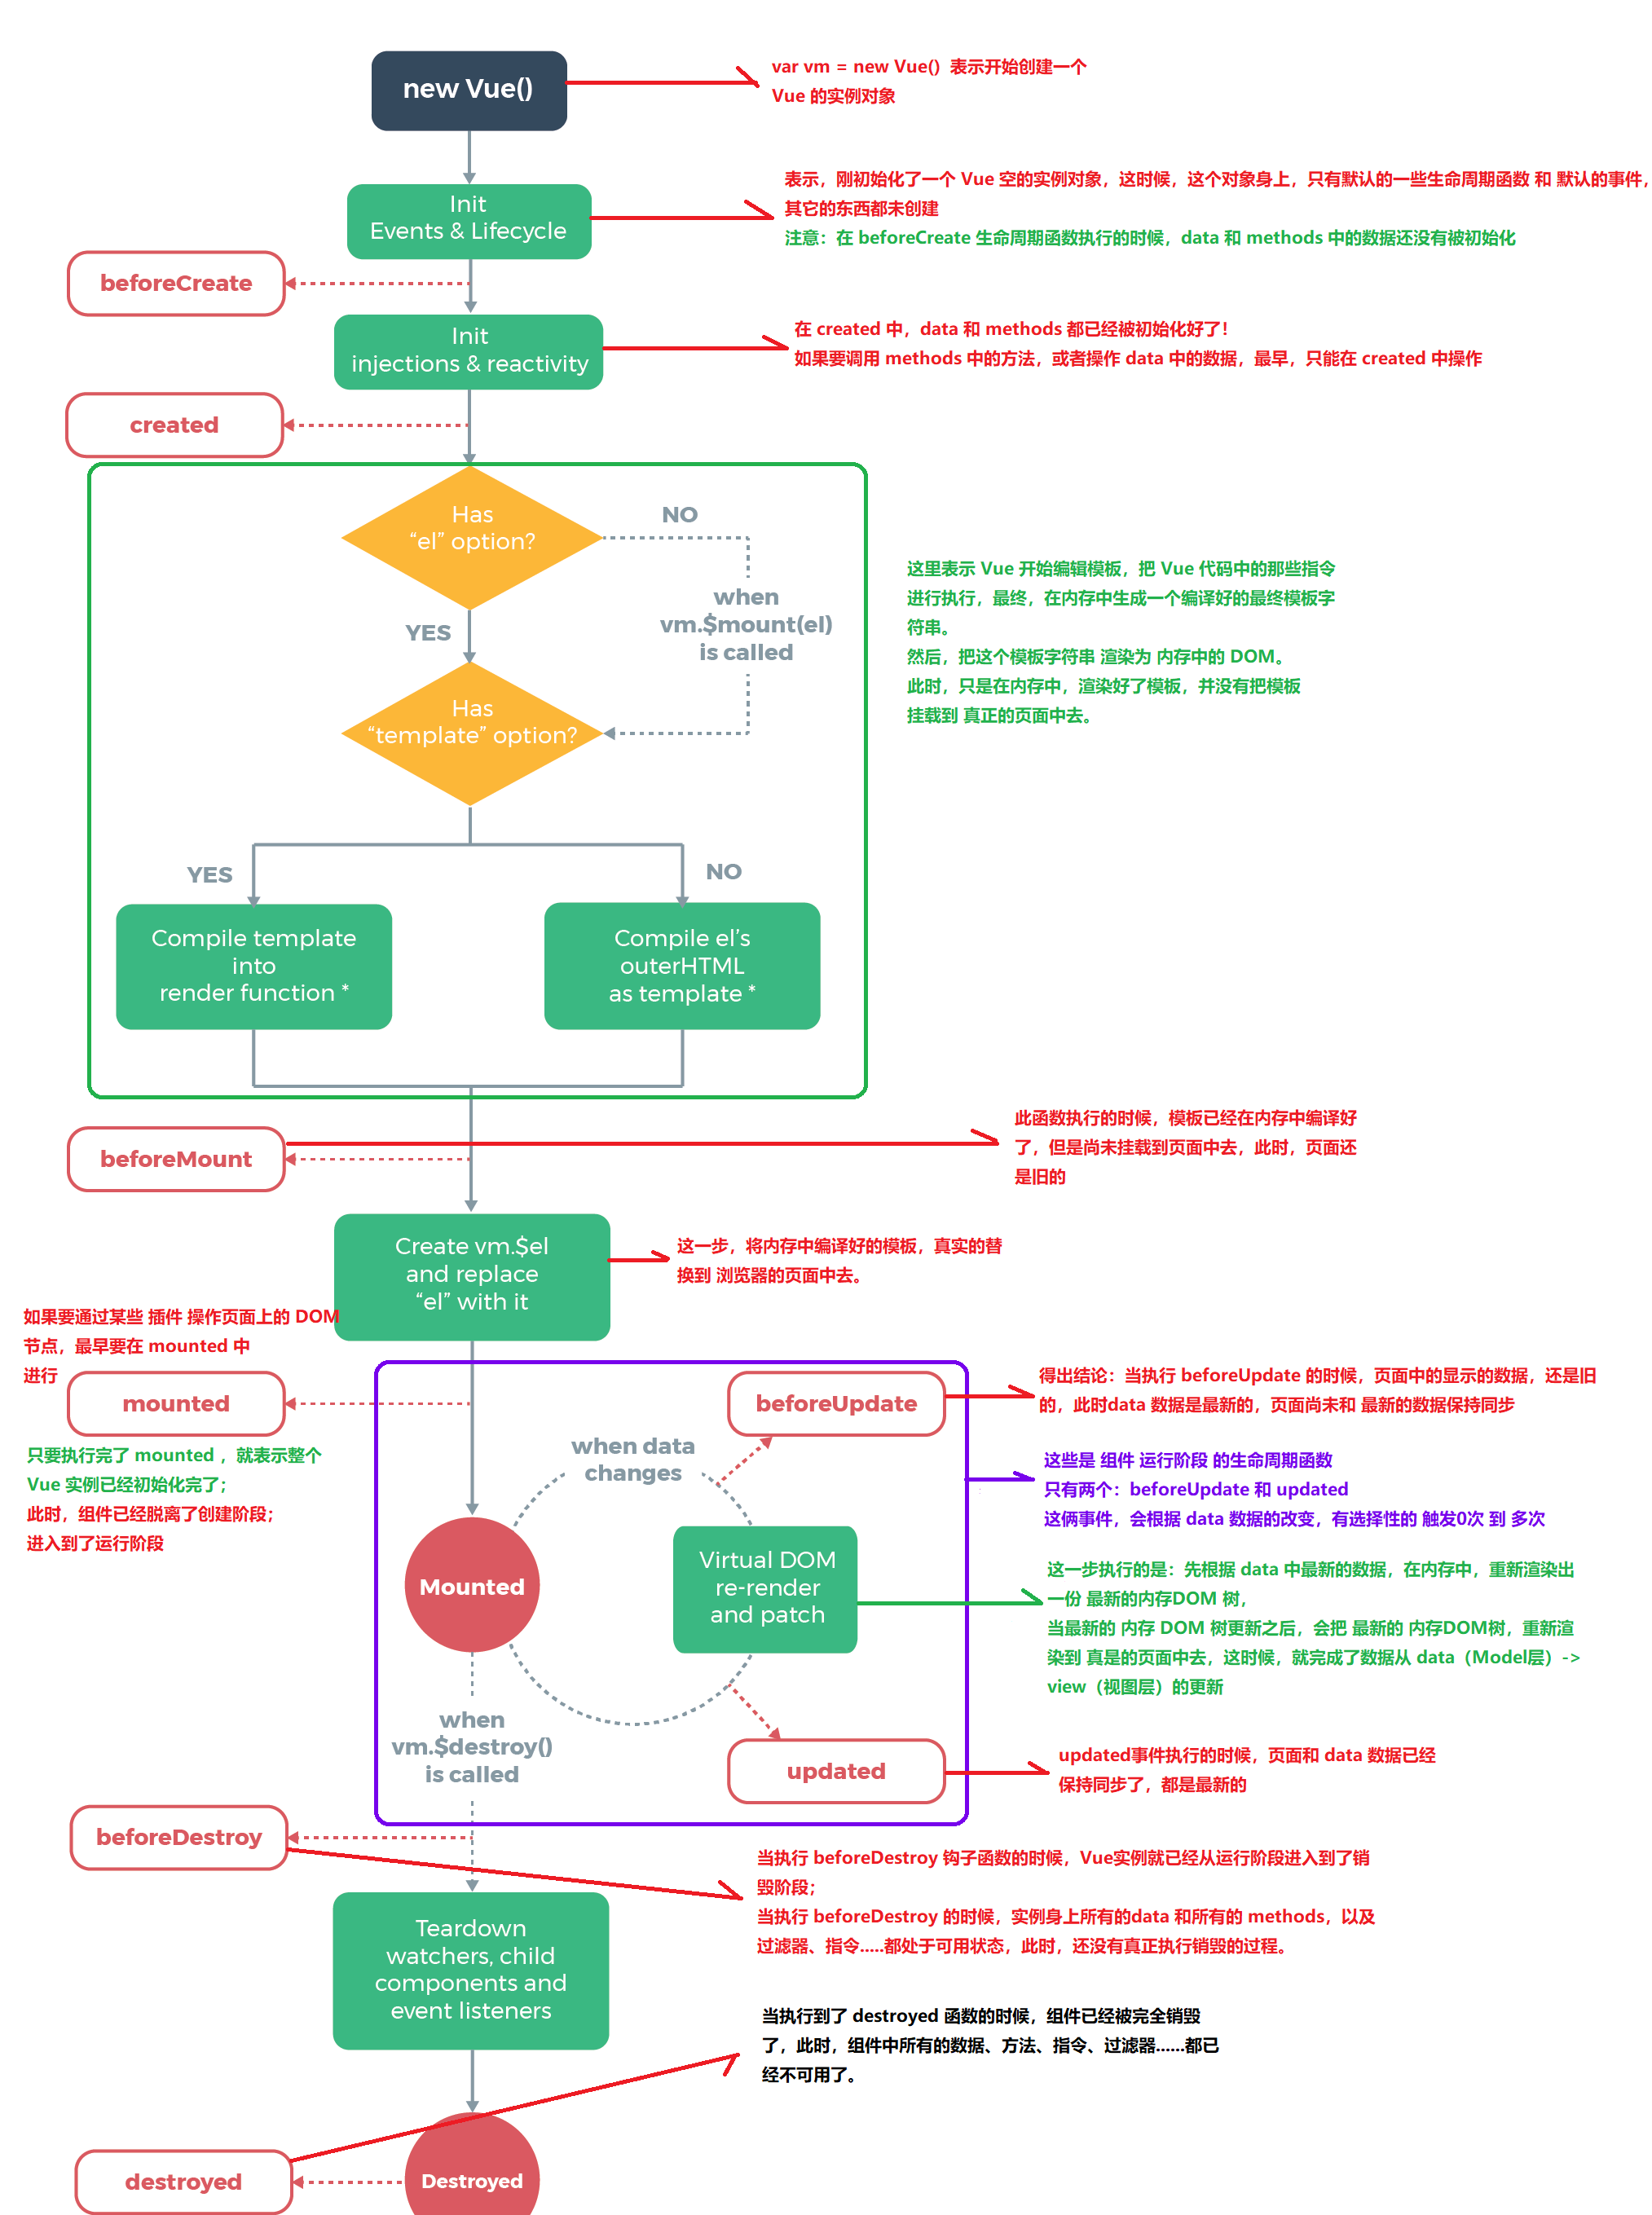 new Vue()
var vm = new Vue() 表示开始创建一个
Vue 的实例对象
Init
Events & Lifecycle
表示，刚初始化了一个 Vue 空的实例对象，这时候，这个对象身上，只有默认的一些生命周期函数 和 默认的事件，
其它的东西都未创建
注意：在 beforeCreate 生命周期函数执行的时候，data 和 methods 中的数据还没有被初始化
beforeCreate
Init
injections & reactivity
在 created 中，data 和 methods 都已经被初始化好了！
如果要调用 methods 中的方法，或者操作 data 中的数据，最早，只能在 created 中操作
created
Has
“el” option?
NO
when
vm.$mount(el)
is called
YES
这里表示 Vue 开始编辑模板，把 Vue 代码中的那些指令
进行执行，最终，在内存中生成一个编译好的最终模板字
符串。
然后，把这个模板字符串 渲染为 内存中的 DOM。
此时，只是在内存中，渲染好了模板，并没有把模板
挂载到 真正的页面中去。
Has
“template” option?
YES
NO
Compile template
into
render function *
Compile el’s
outerHTML
as template *
beforeMount
此函数执行的时候，模板已经在内存中编译好
了，但是尚未挂载到页面中去，此时，页面还
是旧的
Create vm.$el
and replace
“el” with it
这一步，将内存中编译好的模板，真实的替
换到 浏览器的页面中去。
如果要通过某些 插件 操作页面上的 DOM
节点，最早要在 mounted 中
进行
mounted
只要执行完了 mounted ，就表示整个
Vue 实例已经初始化完了；
此时，组件已经脱离了创建阶段；
进入到了运行阶段
beforeUpdate
得出结论：当执行 beforeUpdate 的时候，页面中的显示的数据，还是旧
的，此时data 数据是最新的，页面尚未和 最新的数据保持同步
when data
changes
这些是 组件 运行阶段 的生命周期函数
只有两个：beforeUpdate 和 updated
这俩事件，会根据 data 数据的改变，有选择性的 触发0次 到 多次
Mounted
Virtual DOM
re-render
and patch
这一步执行的是：先根据 data 中最新的数据，在内存中，重新渲染出
一份 最新的内存DOM 树，
当最新的 内存 DOM 树更新之后，会把 最新的 内存DOM树，重新渲
染到 真是的页面中去，这时候，就完成了数据从 data（Model层）->
view（视图层）的更新
when
vm.$destroy()
is called
updated
updated事件执行的时候，页面和 data 数据已经
保持同步了，都是最新的
beforeDestroy
当执行 beforeDestroy 钩子函数的时候，Vue实例就已经从运行阶段进入到了销
毁阶段；
当执行 beforeDestroy 的时候，实例身上所有的data 和所有的 methods，以及
过滤器、指令.....都处于可用状态，此时，还没有真正执行销毁的过程。
Teardown
watchers, child
components and
event listeners
当执行到了 destroyed 函数的时候，组件已经被完全销毁
了，此时，组件中所有的数据、方法、指令、过滤器......都已
经不可用了。
destroyed
Destroyed